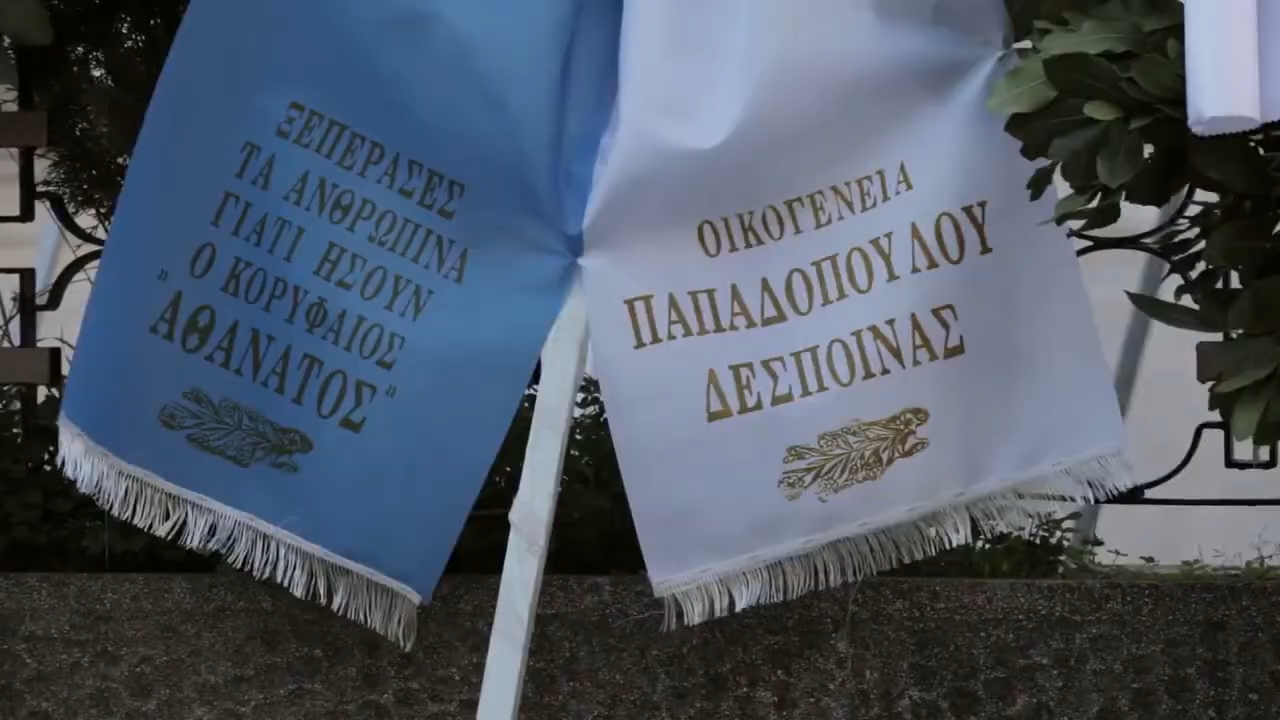 ΞΕΠΕΡΑΣΕΣ
ΤΑ ΑΝΘΡΩΠΙΝΑ
ΓΙΑΤΙ ΗΣΟΥΝ
Ο ΚΟΡΥΦΑΙΟΣ
"ΑΘΑΝΑΤΟΣ"
ΟΙΚΟΓΕΝΕΙΑ
ΠΑΠΑΔΟΠΟΥΛΟΥ
ΔΕΣΠΟΙΝΑΣ